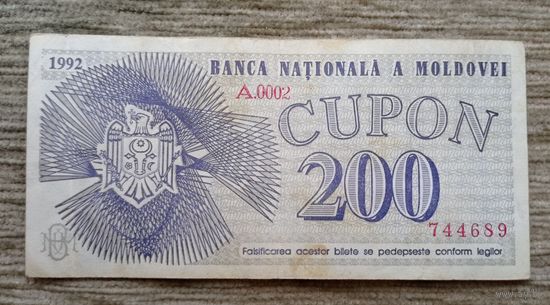 1992
BANCA NAȚIONALĂ A MOLDOVEI
A.0002
CUPON
200
744689
Falsificarea acestor bilete se pedepsește conform legilor